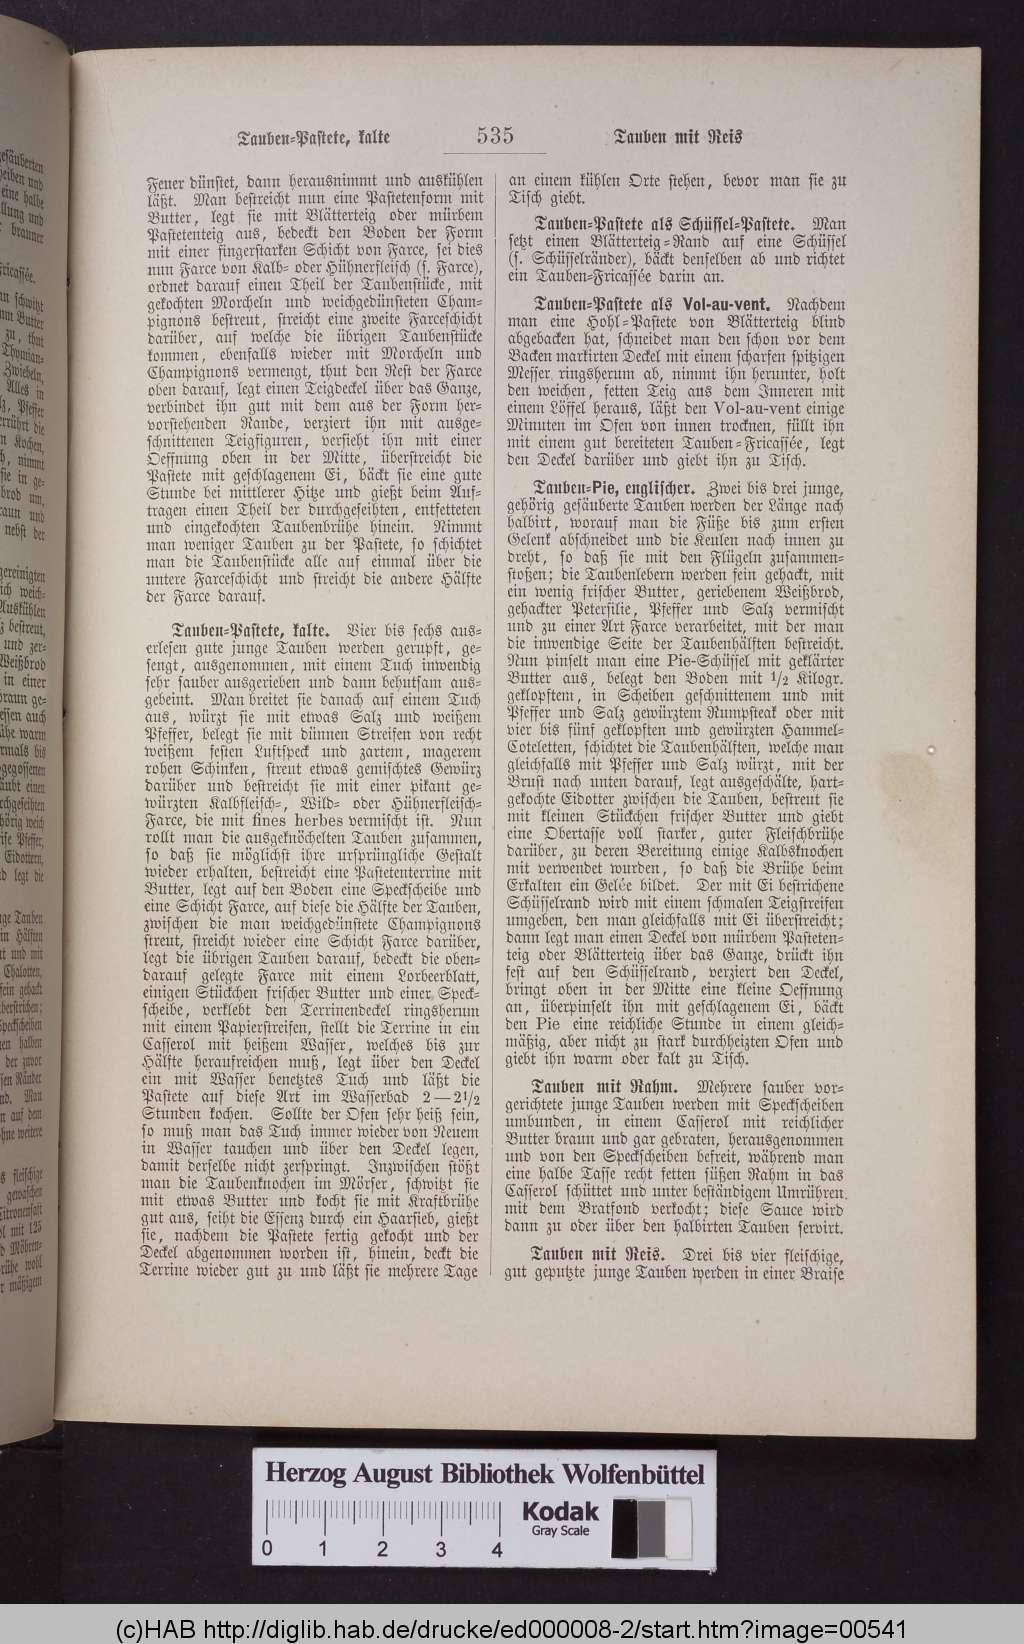 Tauben-Pastete, kalte 535 Tauben mit Reis
Feuer dünstet, dann herausnimmt und auskühlen
läßt. Man bestreicht nun eine Pastetenform mit
Butter, legt sie mit Blätterteig oder mürbem
Pastetenteig aus, bedeckt den Boden der Form
mit einer fingerstarken Schicht von Farce, sei dies
nun Farce von Kalb- oder Hühnerfleisch (s. Farce),
ordnet darauf einen Theil der Taubenstücke, mit
gekochten Morcheln und weichgedünsteten Cham-
pignons bestreut, streicht eine zweite Farceschicht
darüber, auf welche die übrigen Taubenstücke
kommen, ebenfalls wieder mit Morcheln und
Champignons vermengt, thut den Rest der Farce
oben darauf, legt einen Teigdeckel über das Ganze,
verbindet ihn gut mit dem aus der Form her-
vorstehenden Rande, verziert ihn mit ausge-
schnittenen Teigfiguren, versieht ihn mit einer
Oeffnung oben in der Mitte, überstreicht die
Pastete mit geschlagenem Ei, bäckt sie eine gute
Stunde bei mittlerer Hitze und gießt beim Auf-
tragen einen Theil der durchgeseihten, entfetteten
und eingekochten Taubenbrühe hinein. Nimmt
man weniger Tauben zu der Pastete, so schichtet
man die Taubenstücke alle auf einmal über die
untere Farceschicht und streicht die andere Hälfte
der Farce darauf.
Tauben-Pastete, kalte. Vier bis sechs aus-
erlesen gute junge Tauben werden gerupft, ge-
sengt, ausgenommen, mit einem Tuch inwendig
sehr sauber ausgerieben und dann behutsam aus-
gebeint. Man breitet sie danach auf einem Tuch
aus, würzt sie mit etwas Salz und weißem
Pfeffer, belegt sie mit dünnen Streifen von recht
weißem festen Luftspeck und zartem, magerem
rohen Schinken, streut etwas gemischtes Gewürz
darüber und bestreicht sie mit einer pikant ge-
würzten Kalbfleisch-, Wild- oder Hühnerfleisch-
Farce, die mit fines herbes vermischt ist. Nun
rollt man die ausgeknöchelten Tauben zusammen,
so daß sie möglichst ihre ursprüngliche Gestalt
wieder erhalten, bestreicht eine Pastetenterrine mit
Butter, legt auf den Boden eine Speckscheibe und
eine Schicht Farce, auf diese die Hälfte der Tauben,
zwischen die man weichgedünstete Champignons
streut, streicht wieder eine Schicht Farce darüber,
legt die übrigen Tauben darauf, bedeckt die oben-
darauf gelegte Farce mit einem Lorbeerblatt,
einigen Stückchen frischer Butter und einer Speck-
scheibe, verklebt den Terrinendeckel ringsherum
mit einem Papierstreifen, stellt die Terrine in ein
Casserol mit heißem Wasser, welches bis zur
Hälfte heraufreichen muß, legt über den Deckel
ein mit Wasser benetztes Tuch und läßt die
Pastete auf diese Art im Wasserbad 2 — 2½
Stunden kochen. Sollte der Ofen sehr heiß sein,
so muß man das Tuch immer wieder von Neuem
in Wasser tauchen und über den Deckel legen,
damit derselbe nicht zerspringt. Inzwischen stößt
man die Taubenknochen im Mörser, schwitzt sie
mit etwas Butter und kocht sie mit Kraftbrühe
gut aus, seiht die Essenz durch ein Haarsieb, gießt
sie, nachdem die Pastete fertig gekocht und der
Deckel abgenommen worden ist, hinein, deckt die
Terrine wieder gut zu und läßt sie mehrere Tage
an einem kühlen Orte stehen, bevor man sie zu
Tisch giebt.
Tauben-Pastete als Schüssel-Pastete. Man
setzt einen Blätterteig-Rand auf eine Schüssel
(s. Schüsselränder), bäckt denselben ab und richtet
ein Tauben-Fricassée darin an.
Tauben-Pastete als Vol-au-vent. Nachdem
man eine Hohl-Pastete von Blätterteig blind
abgebacken hat, schneidet man den schon vor dem
Backen markirten Deckel mit einem scharfen spitzigen
Messer ringsherum ab, nimmt ihn herunter, holt
den weichen, fetten Teig aus dem Inneren mit
einem Löffel heraus, läßt den Vol-au-vent einige
Minuten im Ofen von innen trocknen, füllt ihn
mit einem gut bereiteten Tauben-Fricassée, legt
den Deckel darüber und giebt ihn zu Tisch.
Tauben-Pie, englischer. Zwei bis drei junge,
gehörig gesäuberte Tauben werden der Länge nach
halbirt, worauf man die Füße bis zum ersten
Gelenk abschneidet und die Keulen nach innen zu
dreht, so daß sie mit den Flügeln zusammen-
stoßen; die Taubenlebern werden fein gehackt, mit
ein wenig frischer Butter, geriebenem Weißbrod,
gehackter Petersilie, Pfeffer und Salz vermischt
und zu einer Art Farce verarbeitet, mit der man
die inwendige Seite der Taubenhälften bestreicht.
Nun pinselt man eine Pie-Schüssel mit geklärter
Butter aus, belegt den Boden mit ½ Kilogr.
geklopftem, in Scheiben geschnittenem und mit
Pfeffer und Salz gewürztem Rumpsteak oder mit
vier bis fünf geklopften und gewürzten Hammel-
Coteletten, schichtet die Taubenhälften, welche man
gleichfalls mit Pfeffer und Salz würzt, mit der
Brust nach unten darauf, legt ausgeschälte, hart-
gekochte Eidotter zwischen die Tauben, bestreut sie
mit kleinen Stückchen frischer Butter und giebt
eine Obertasse voll starker, guter Fleischbrühe
darüber, zu deren Bereitung einige Kalbsknochen
mit verwendet wurden, so daß die Brühe beim
Erkalten ein Gelée bildet. Der mit Ei bestrichene
Schüsselrand wird mit einem schmalen Teigstreifen
umgeben, den man gleichfalls mit Ei überstreicht;
dann legt man einen Deckel von mürbem Pasteten-
teig oder Blätterteig über das Ganze, drückt ihn
fest auf den Schüsselrand, verziert den Deckel,
bringt oben in der Mitte eine kleine Oeffnung
an, überpinselt ihn mit geschlagenem Ei, bäckt
den Pie eine reichliche Stunde in einem gleich-
mäßig, aber nicht zu stark durchheizten Ofen und
giebt ihn warm oder kalt zu Tisch.
Tauben mit Rahm. Mehrere sauber vor-
gerichtete junge Tauben werden mit Speckscheiben
umbunden, in einem Casserol mit reichlicher
Butter braun und gar gebraten, herausgenommen
und von den Speckscheiben befreit, während man
eine halbe Tasse recht fetten süßen Rahm in das
Casserol schüttet und unter beständigem Umrühren
mit dem Bratfond verkocht; diese Sauce wird
dann zu oder über den halbirten Tauben servirt.
Tauben mit Reis. Drei bis vier fleischige,
gut geputzte junge Tauben werden in einer Braise
Herzog August Bibliothek Wolfenbüttel
Kodak
Gray Scale
0 1 2 3 4
(c)HAB http://diglib.hab.de/drucke/ed000008-2/start.htm?image=00541